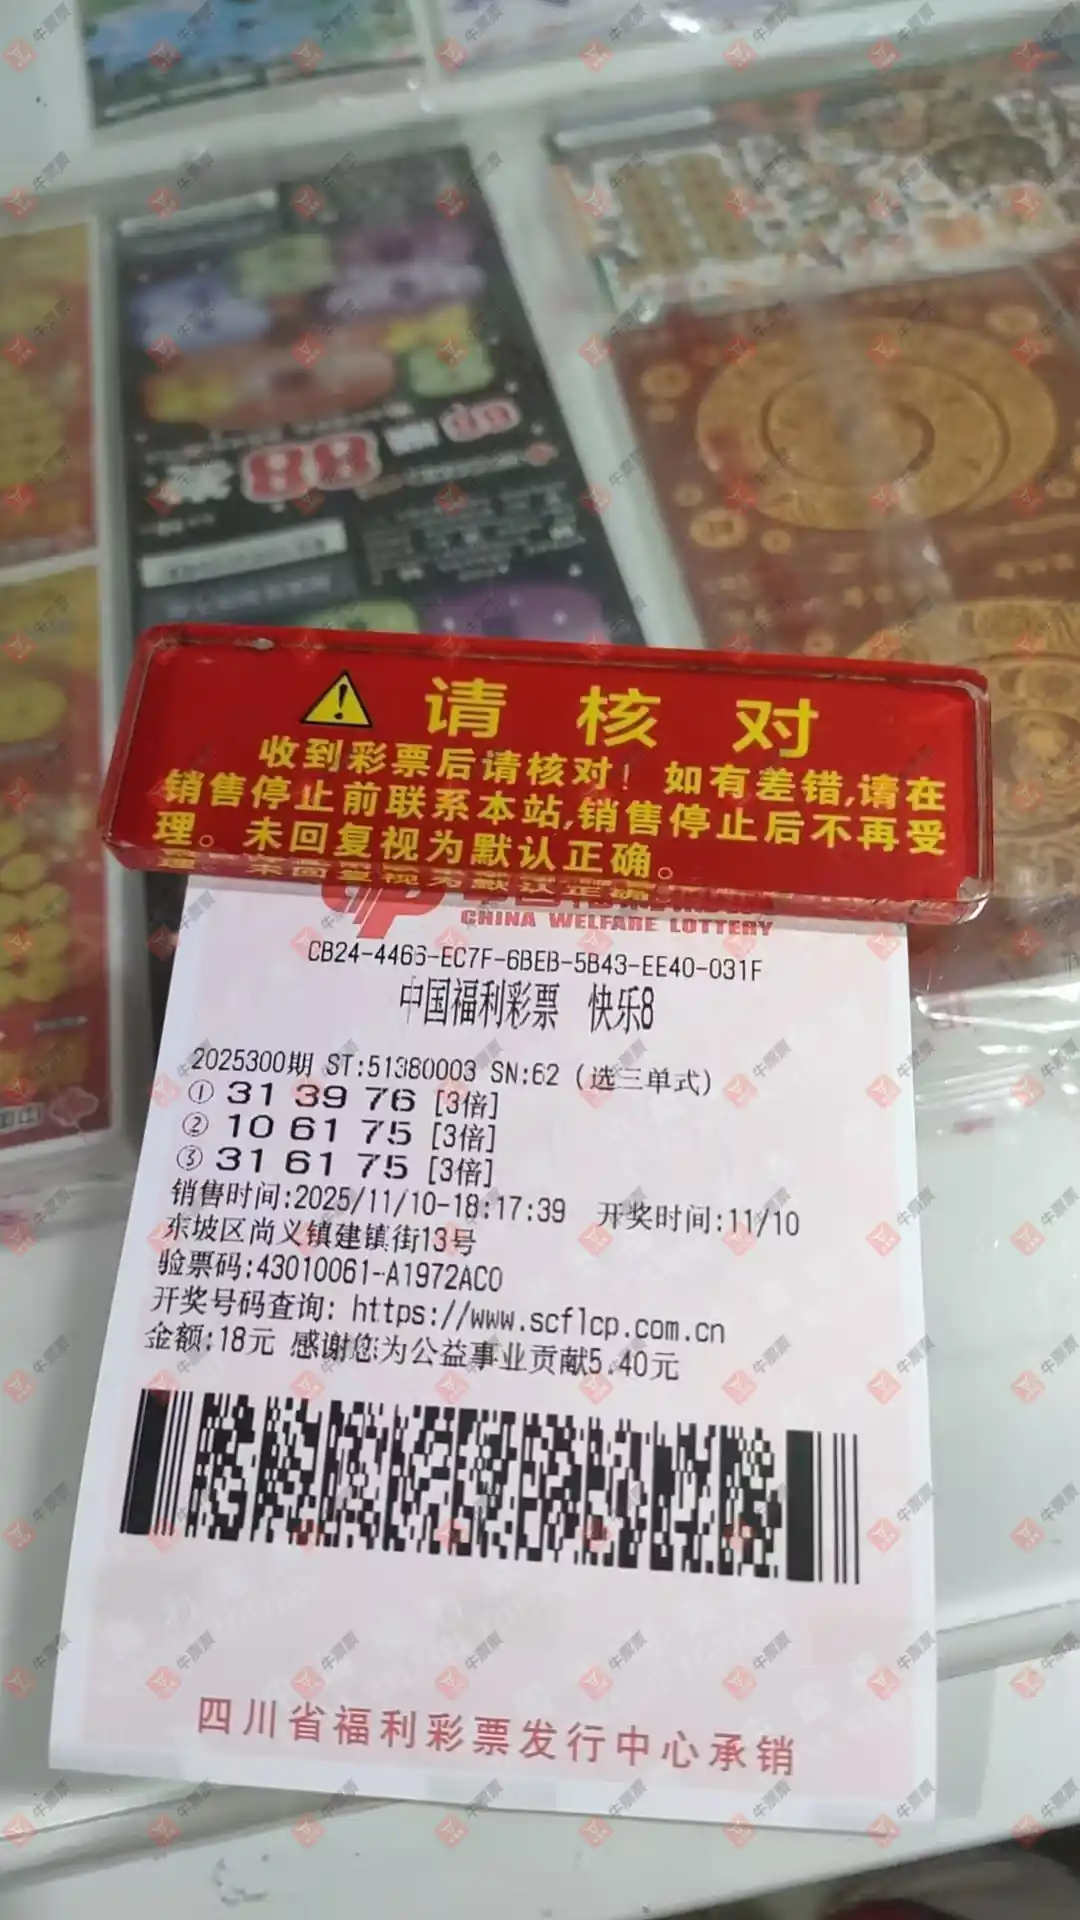 88
请核对
收到彩票后请核对！如有差错,请在
销售停止前联系本站,销售停止后不再受
理。未回复视为默认正确。
CHINA WELFARE LOTTERY
CB24-4466-EC7F-6BEB-5B43-EE40-031F
中国福利彩票 快乐8
2025300期 ST:51380003 SN:62 (选三单式)
① 31 39 76 [3倍]
② 10 61 75 [3倍]
③ 31 61 75 [3倍]
销售时间:2025/11/10-18:17:39 开奖时间:11/10
东坡区尚义镇建镇街13号
验票码:43010061-A1972AC0
开奖号码查询: https://www.scflcp.com.cn
金额:18元 感谢您为公益事业贡献5.40元
四川省福利彩票发行中心承销
牛票票